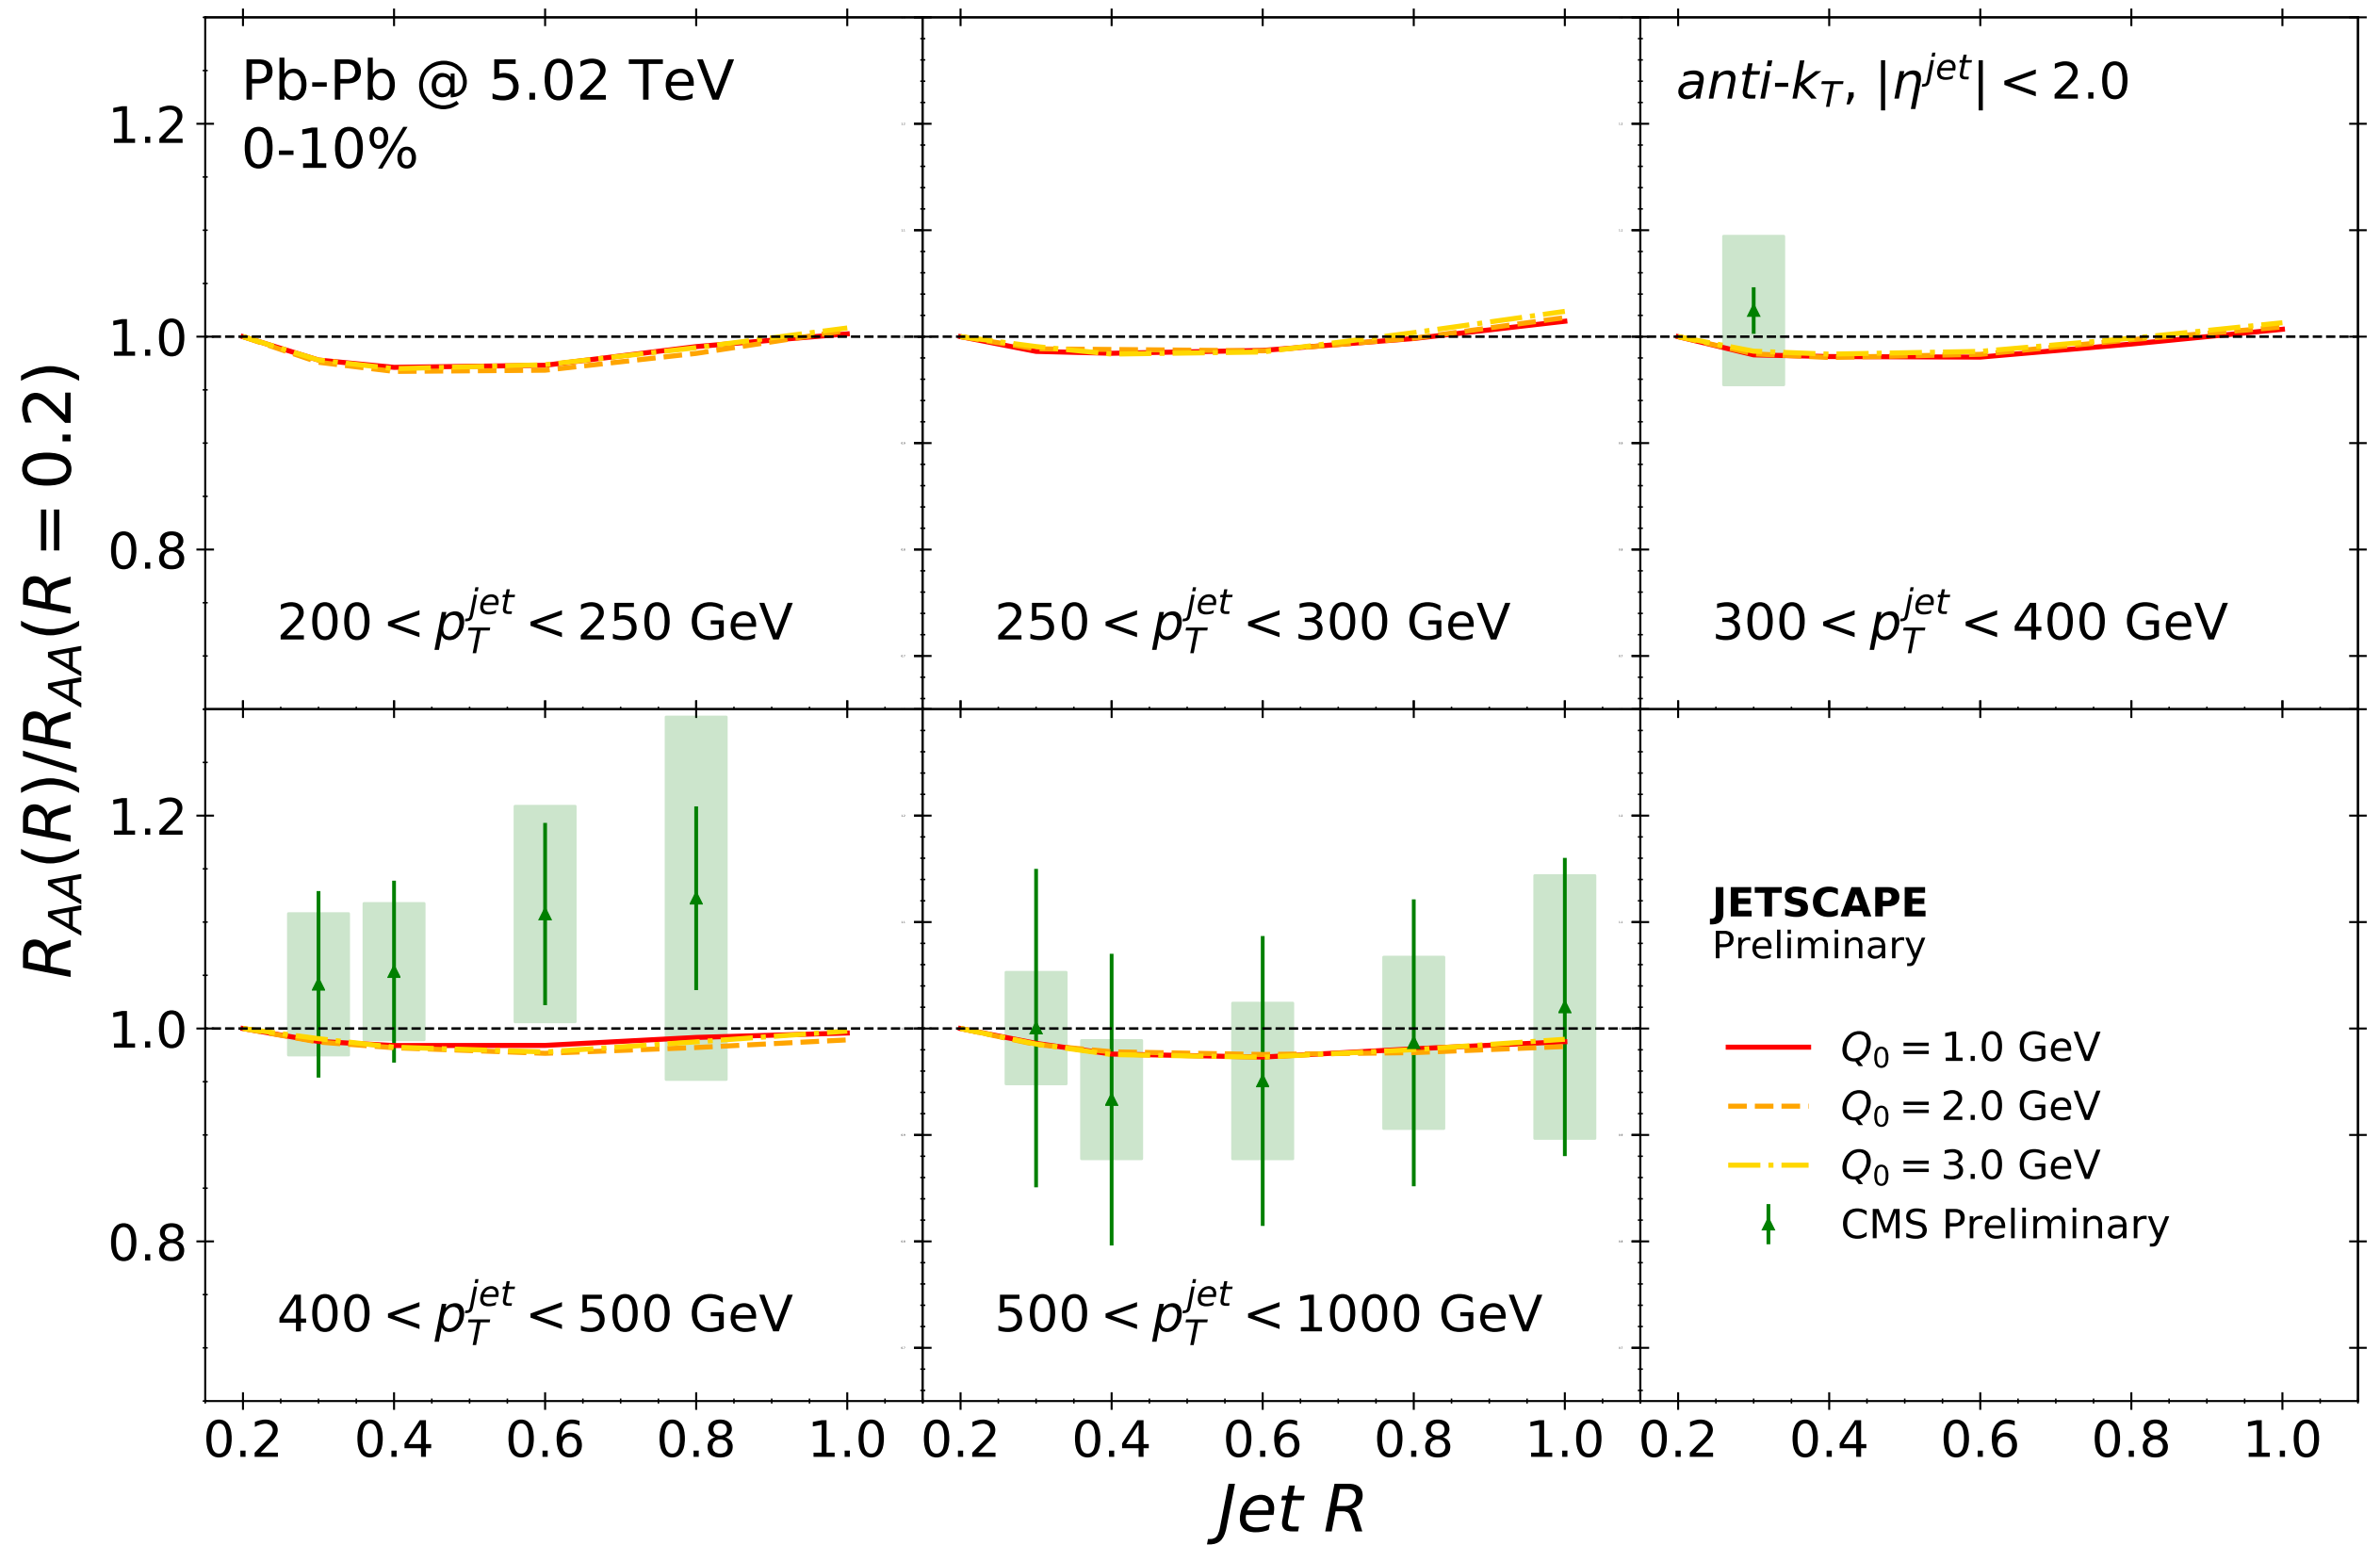 Pb-Pb @ 5.02 TeV
0-10%
anti-k_T, |η^jet| < 2.0
R_AA(R)/R_AA(R = 0.2)
1.2
1.0
0.8
200 < p_T^jet < 250 GeV
250 < p_T^jet < 300 GeV
300 < p_T^jet < 400 GeV
1.2
1.0
0.8
400 < p_T^jet < 500 GeV
500 < p_T^jet < 1000 GeV
JETSCAPE
Preliminary
Q_0 = 1.0 GeV
Q_0 = 2.0 GeV
Q_0 = 3.0 GeV
CMS Preliminary
0.2 0.4 0.6 0.8 1.0 0.2 0.4 0.6 0.8 1.0 0.2 0.4 0.6 0.8 1.0
Jet R